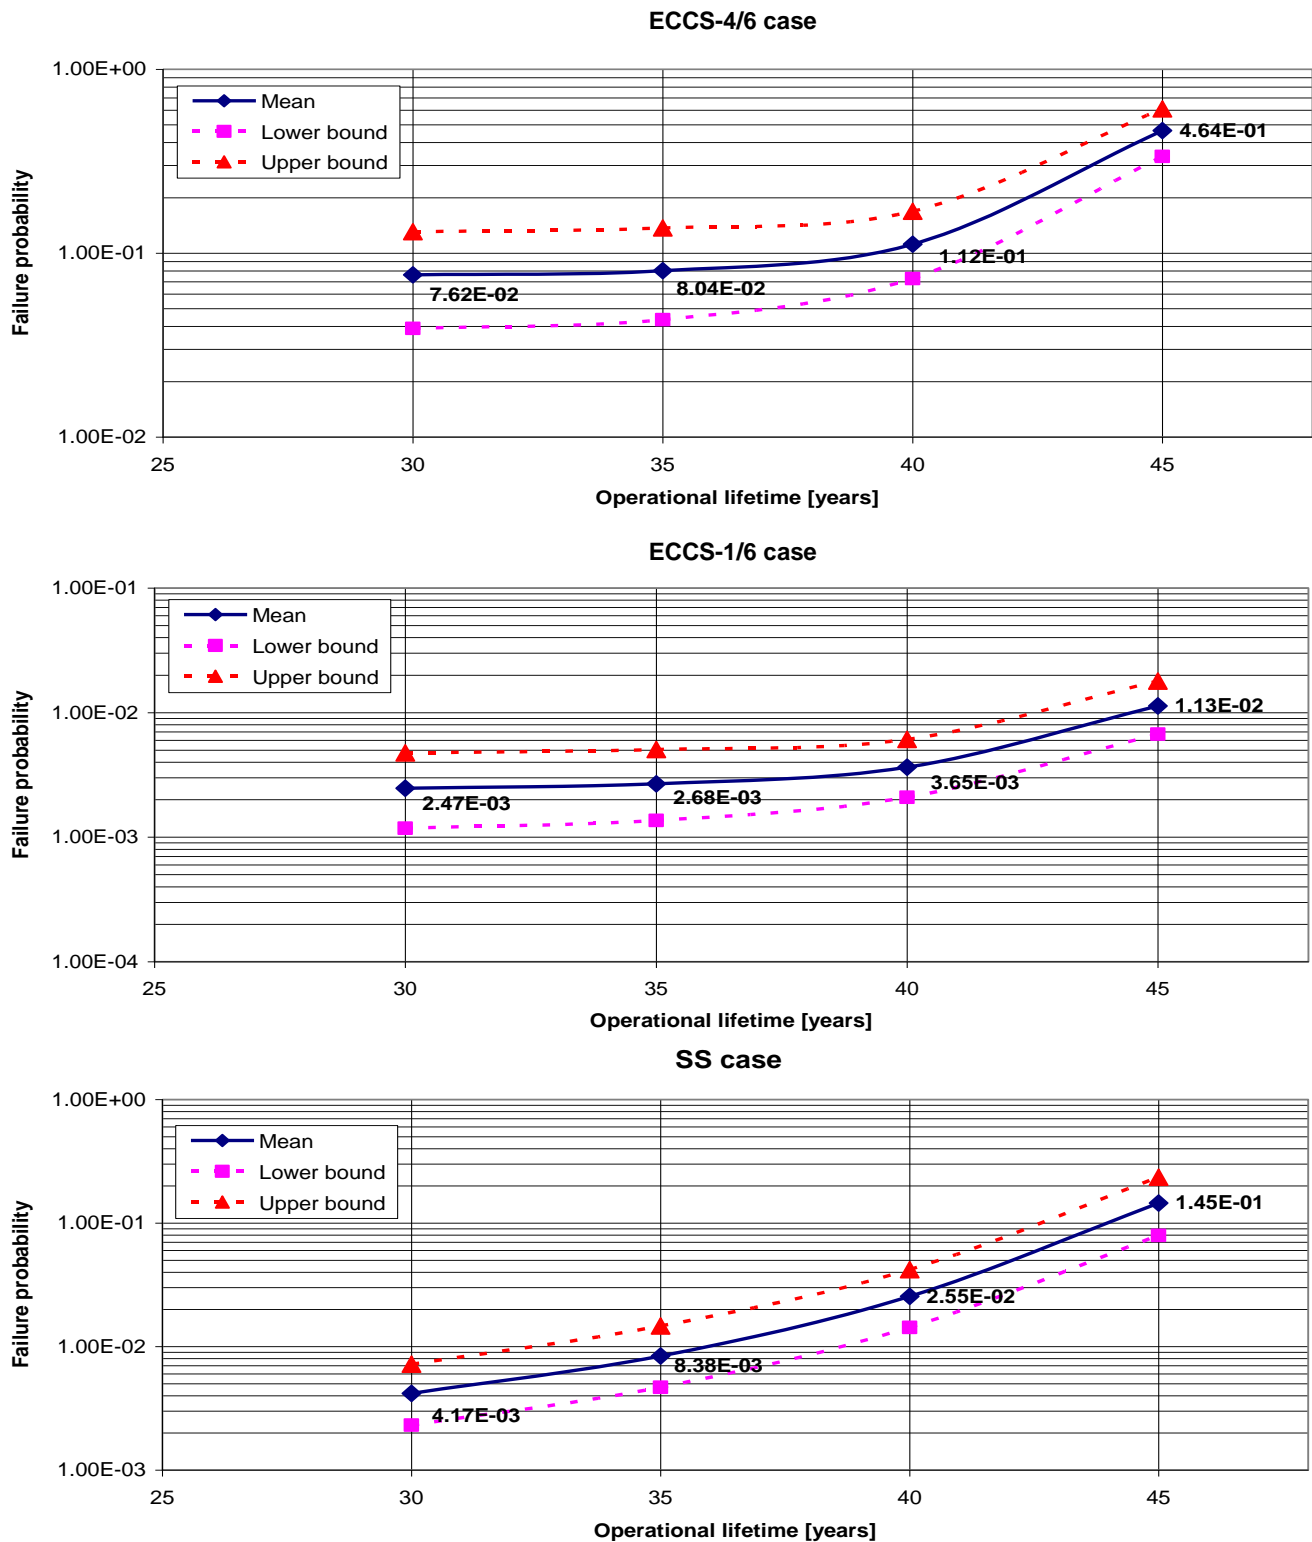 ECCS-4/6 case
1.00E+00
Mean
Lower bound
Upper bound
4.64E-01
1.00E-01
1.12E-01
7.62E-02
8.04E-02
Failure probability
1.00E-02
25 30 35 40 45
Operational lifetime [years]
ECCS-1/6 case
1.00E-01
Mean
Lower bound
Upper bound
1.00E-02
1.13E-02
2.47E-03
2.68E-03
3.65E-03
Failure probability
1.00E-03
1.00E-04
25 30 35 40 45
Operational lifetime [years]
SS case
1.00E+00
Mean
Lower bound
Upper bound
1.00E-01
1.45E-01
2.55E-02
Failure probability
1.00E-02
8.38E-03
4.17E-03
1.00E-03
25 30 35 40 45
Operational lifetime [years]